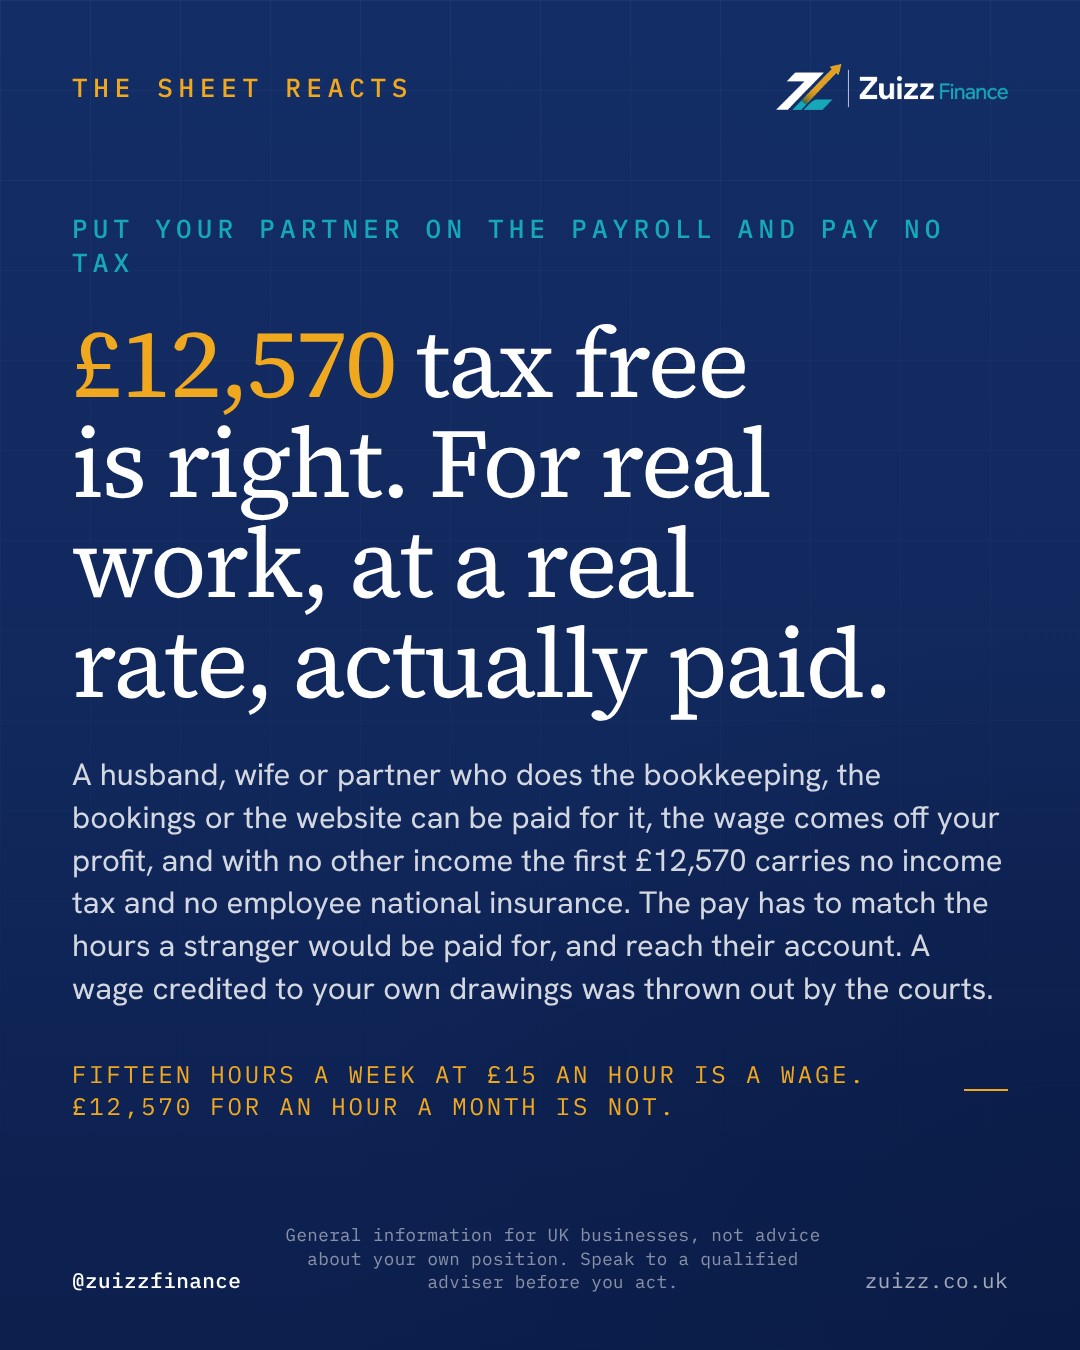 THE SHEET REACTS
Zuizz Finance
PUT YOUR PARTNER ON THE PAYROLL AND PAY NO
TAX
£12,570 tax free
is right. For real
work, at a real
rate, actually paid.
A husband, wife or partner who does the bookkeeping, the
bookings or the website can be paid for it, the wage comes off your
profit, and with no other income the first £12,570 carries no income
tax and no employee national insurance. The pay has to match the
hours a stranger would be paid for, and reach their account. A
wage credited to your own drawings was thrown out by the courts.
FIFTEEN HOURS A WEEK AT £15 AN HOUR IS A WAGE.
£12,570 FOR AN HOUR A MONTH IS NOT.
General information for UK businesses, not advice
about your own position. Speak to a qualified
adviser before you act.
@zuizzfinance
zuizz.co.uk